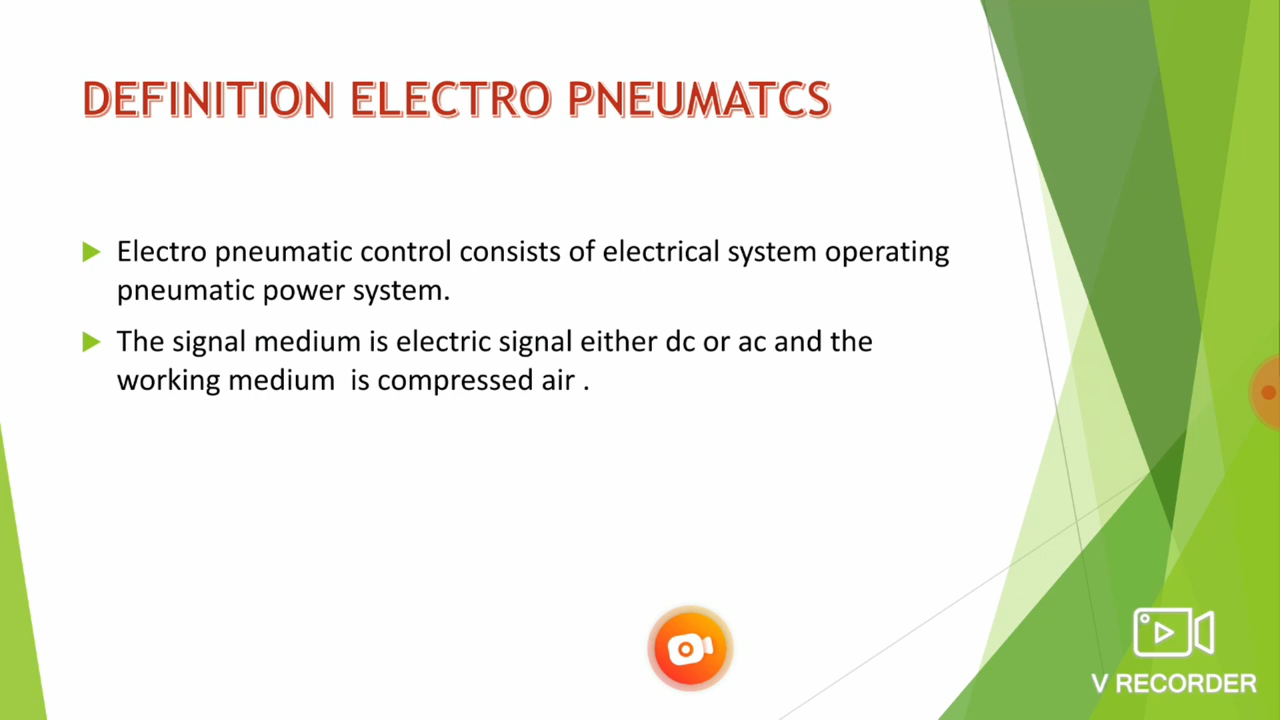 DEFINITION ELECTRO PNEUMATCS
Electro pneumatic control consists of electrical system operating
pneumatic power system.
The signal medium is electric signal either dc or ac and the
working medium is compressed air .
V RECORDER